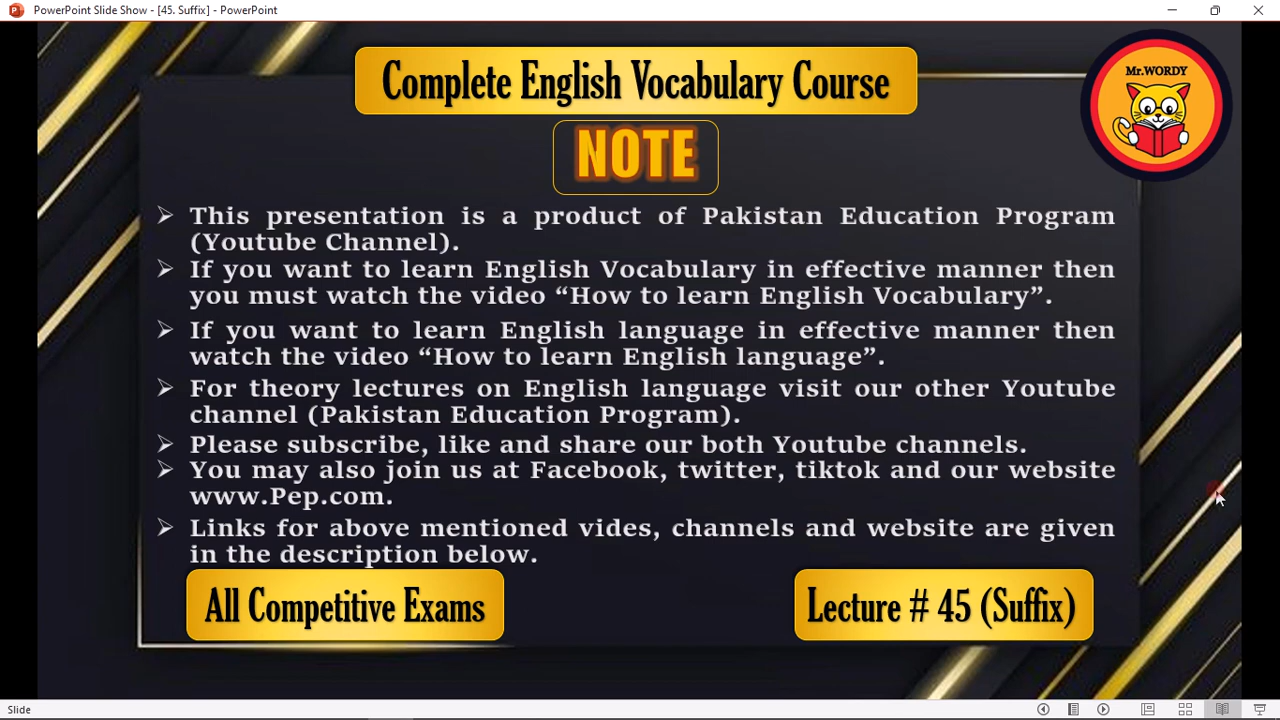 PowerPoint Slide Show - [45. Suffix] - PowerPoint
Complete English Vocabulary Course
Mr.WORDY
NOTE
This presentation is a product of Pakistan Education Program
(Youtube Channel).
If you want to learn English Vocabulary in effective manner then
you must watch the video “How to learn English Vocabulary”.
If you want to learn English language in effective manner then
watch the video “How to learn English language”.
For theory lectures on English language visit our other Youtube
channel (Pakistan Education Program).
Please subscribe, like and share our both Youtube channels.
You may also join us at Facebook, twitter, tiktok and our website
www.Pep.com.
Links for above mentioned vides, channels and website are given
in the description below.
All Competitive Exams
Lecture # 45 (Suffix)
Slide